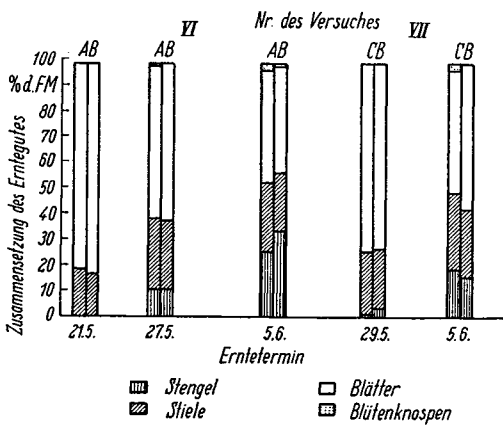 VI Nr. des Versuches VII
AB AB AB CB CB
100
% d. FM
90
80
70
60
50
40
30
20
10
0
Zusammensetzung des Erntegutes
21.5. 27.5. 5.6. 29.5. 5.6.
Erntetermin
Stengel Blätter
Stiele Blütenknospen